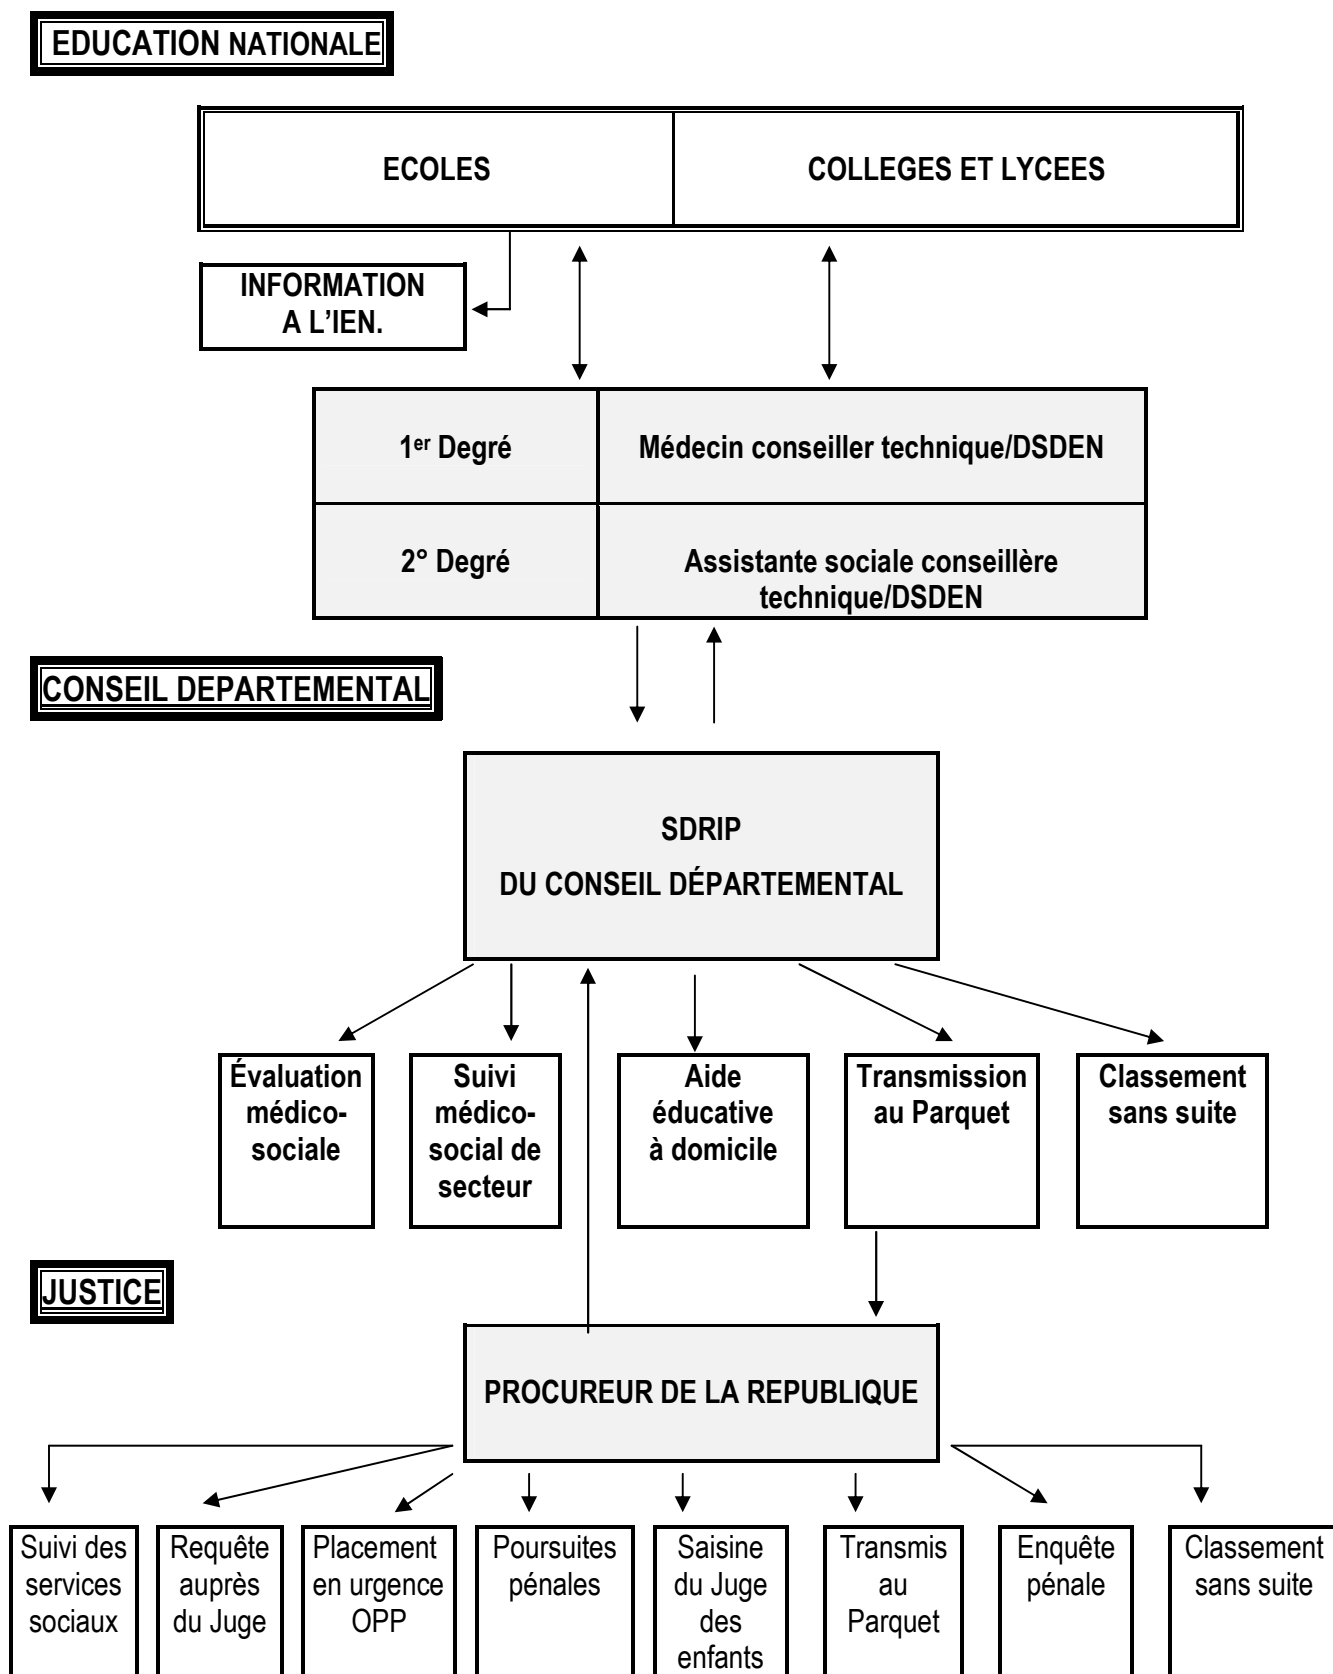 EDUCATION NATIONALE
ECOLES
COLLEGES ET LYCEES
INFORMATION
A L’IEN.
1er Degré
Médecin conseiller technique/DSDEN
2° Degré
Assistante sociale conseillère
technique/DSDEN
CONSEIL DEPARTEMENTAL
SDRIP
DU CONSEIL DÉPARTEMENTAL
Évaluation
médico-
sociale
Suivi
médico-
social de
secteur
Aide
éducative
à domicile
Transmission
au Parquet
Classement
sans suite
JUSTICE
PROCUREUR DE LA REPUBLIQUE
Suivi des
services
sociaux
Requête
auprès
du Juge
Placement
en urgence
OPP
Poursuites
pénales
Saisine
du Juge
des
enfants
Transmis
au
Parquet
Enquête
pénale
Classement
sans suite